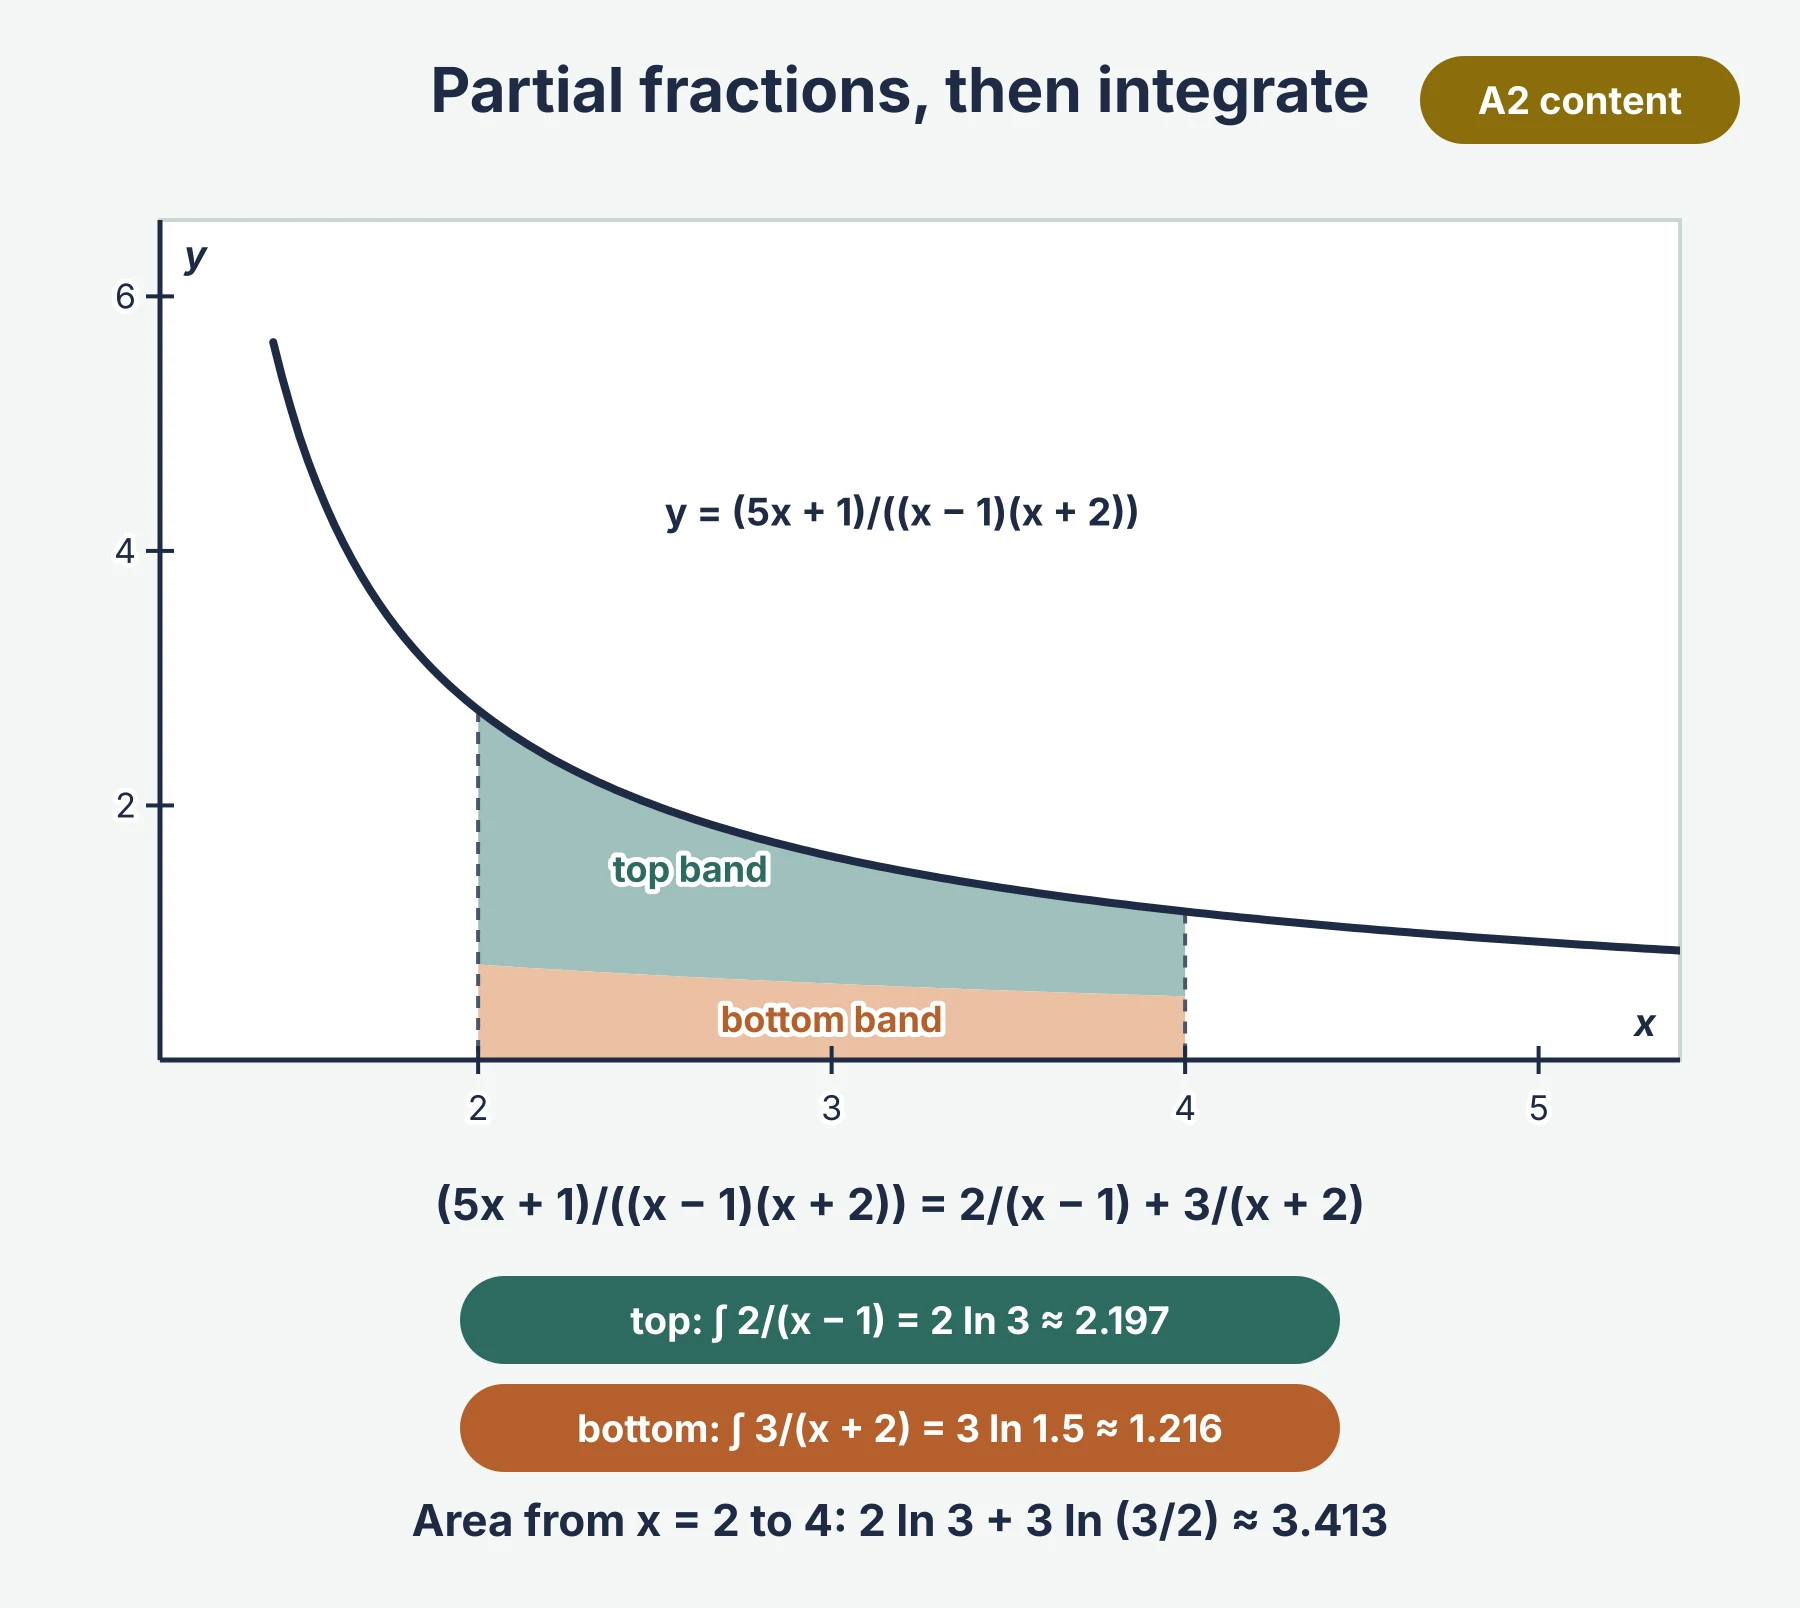 Partial fractions, then integrate
A2 content
y
6
4
2
y = (5x + 1)/((x − 1)(x + 2))
top band
bottom band
x
2
3
4
5
(5x + 1)/((x − 1)(x + 2)) = 2/(x − 1) + 3/(x + 2)
top: ∫ 2/(x − 1) = 2 ln 3 ≈ 2.197
bottom: ∫ 3/(x + 2) = 3 ln 1.5 ≈ 1.216
Area from x = 2 to 4: 2 ln 3 + 3 ln (3/2) ≈ 3.413